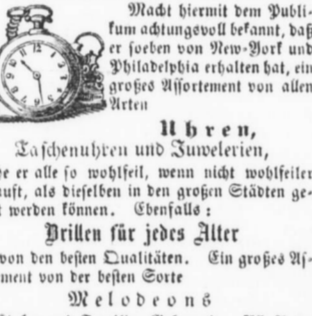 Macht hiermit dem Publi-
kum achtungsvoll bekannt, daß
er soeben von New-York und
Philadelphia erhalten hat, ein
großes Assortement von allen
Arten
Uhren,
Taschenuhren und Juwelerien,
e er alle so wohlfeil, wenn nicht wohlfeiler
uft, als dieselben in den großen Städten ge-
t werden können. Ebenfalls:
Brillen für jedes Alter
von den besten Qualitäten. Ein großes As-
ment von der besten Sorte
Melodeons